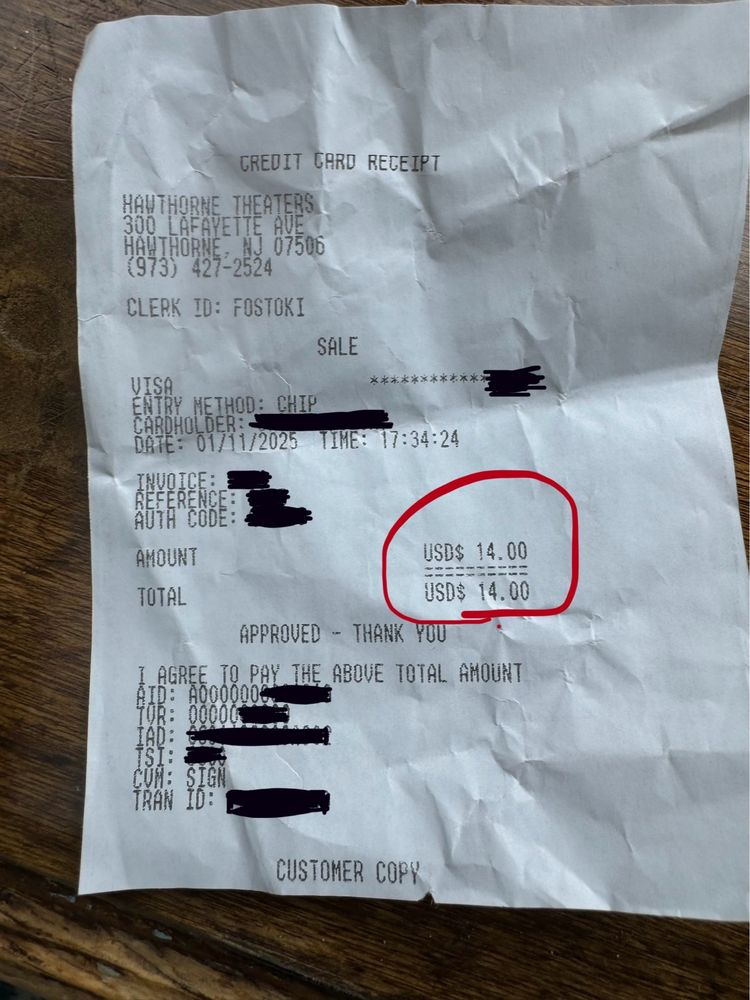 CREDIT CARD RECEIPT
HAWTHORNE THEATERS
300 LAFAYETTE AVE
HAWTHORNE, NJ 07506
(973) 427-2524
CLERK ID: FOSTOKI
SALE
VISA ***********
ENTRY METHOD: CHIP
CARDHOLDER:
DATE: 01/11/2025 TIME: 17:34:24
INVOICE:
REFERENCE:
AUTH CODE:
AMOUNT USD$ 14.00
==========
TOTAL USD$ 14.00
APPROVED - THANK YOU
I AGREE TO PAY THE ABOVE TOTAL AMOUNT
AID: A0000000
TVR: 00000
IAD:
TSI:
CVM: SIGN
TRAN ID:
CUSTOMER COPY